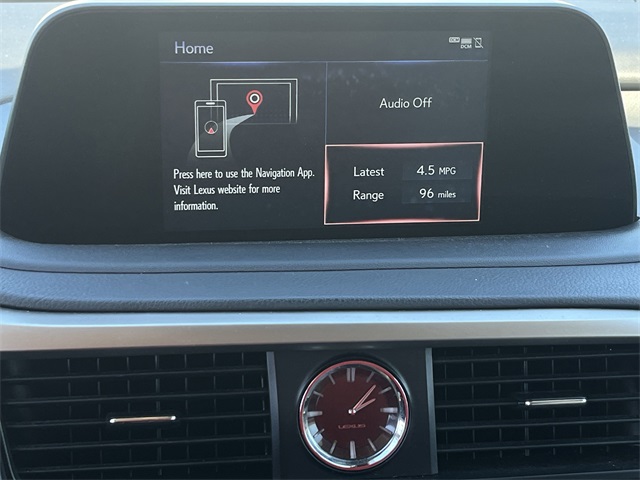 Home
DCM
Audio Off
Press here to use the Navigation App.
Visit Lexus website for more
information.
Latest 4.5 MPG
Range 96 miles
LEXUS